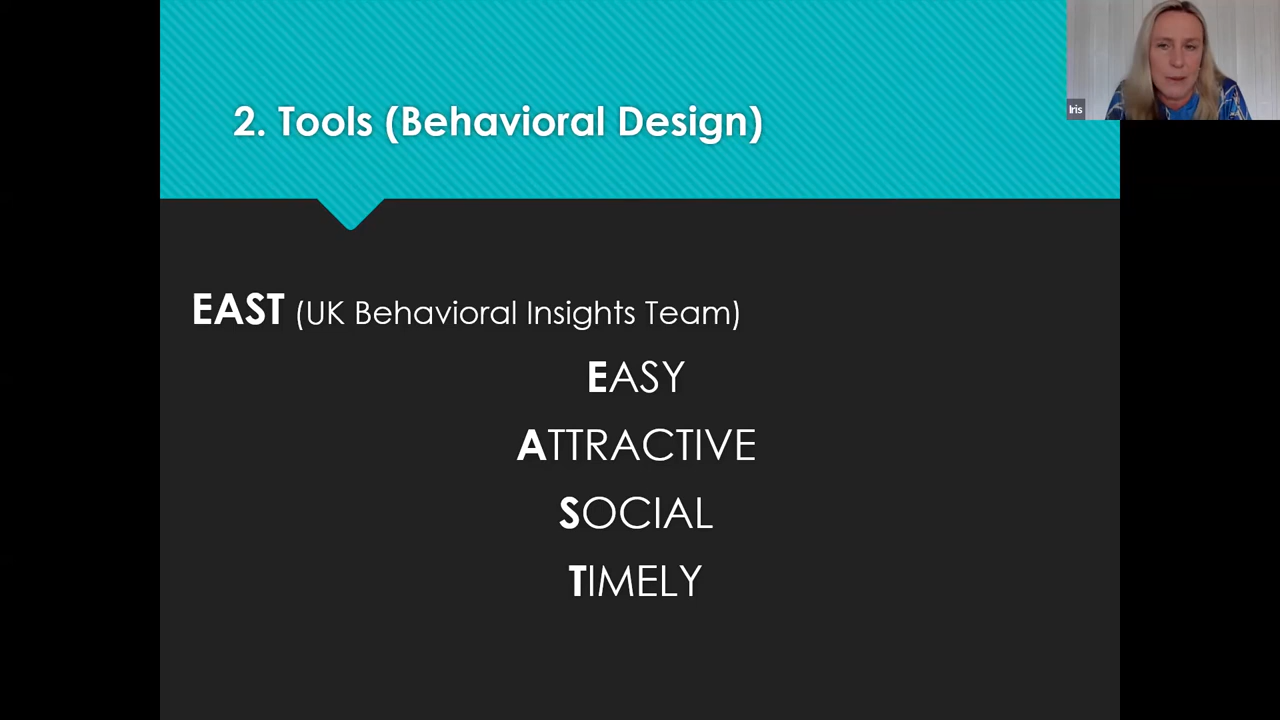 2. Tools (Behavioral Design)
Iris
EAST (UK Behavioral Insights Team)
EASY
ATTRACTIVE
SOCIAL
TIMELY